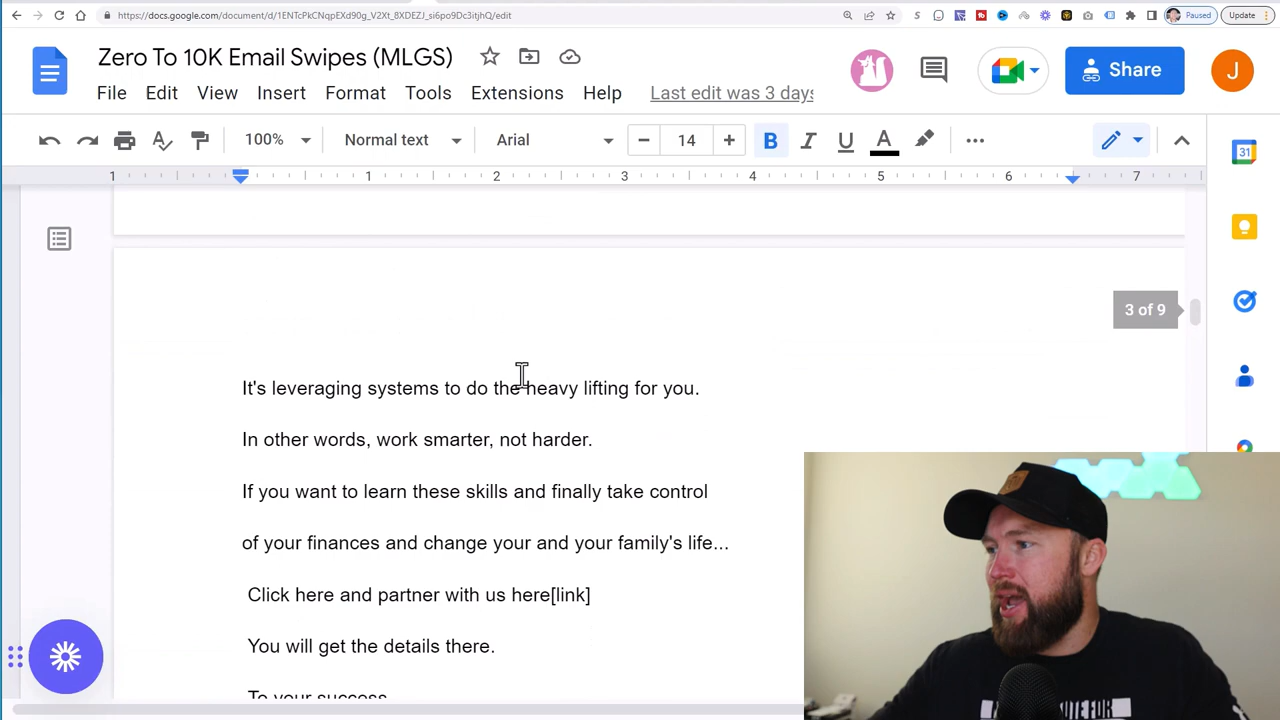 https://docs.google.com/document/d/1ENTcPkCNqpEXd90g_V2Xt_8XDEZJ_si6po9Dc3itjhQ/edit
Paused
Update
Zero To 10K Email Swipes (MLGS)
Share
J
File Edit View Insert Format Tools Extensions Help Last edit was 3 days
100% Normal text Arial 14
1 1 2 3 4 5 6 7
31
3 of 9
It's leveraging systems to do the heavy lifting for you.
In other words, work smarter, not harder.
If you want to learn these skills and finally take control
of your finances and change your and your family's life...
Click here and partner with us here[link]
You will get the details there.
To your success